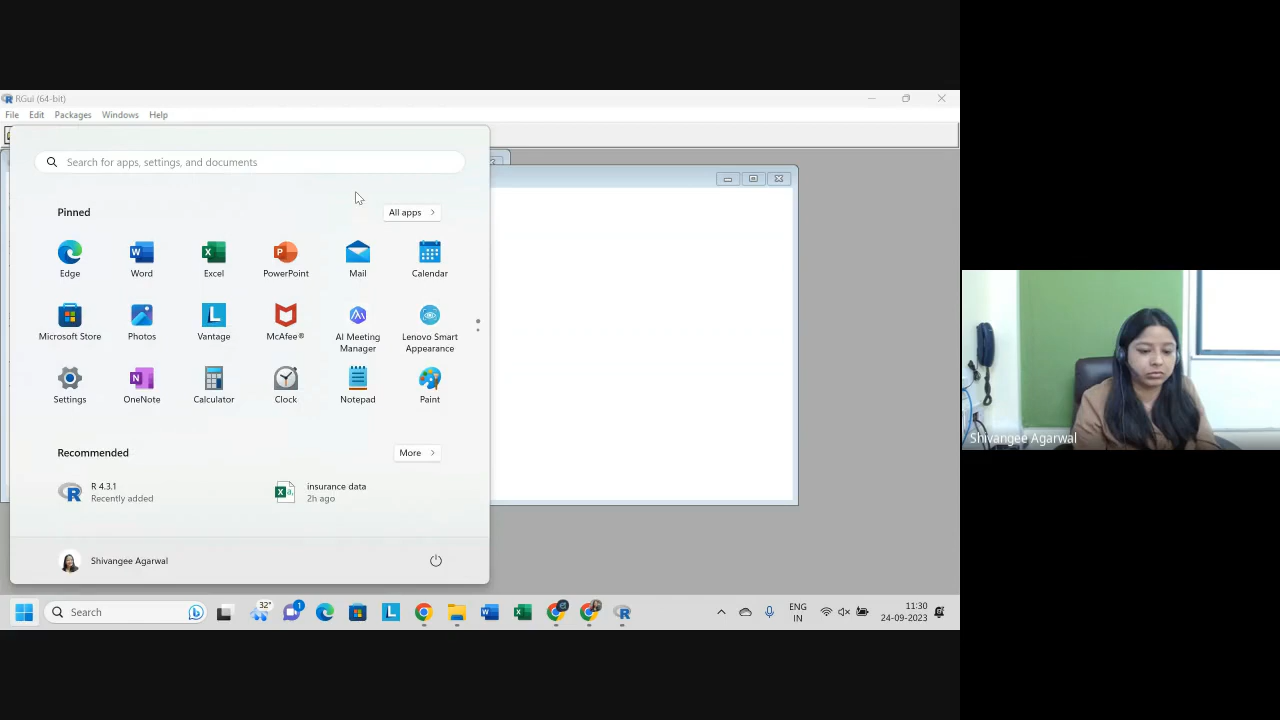 RGui (64-bit)
File Edit Packages Windows Help
Search for apps, settings, and documents
Pinned
All apps
Edge
Word
Excel
PowerPoint
Mail
Calendar
Microsoft Store
Photos
Vantage
McAfee®
AI Meeting
Manager
Lenovo Smart
Appearance
Settings
OneNote
Calculator
Clock
Notepad
Paint
Recommended
More
R 4.3.1
Recently added
insurance data
2h ago
Shivangee Agarwal
Search
32°
1
ENG
IN
11:30
24-09-2023
Shivangee Agarwal